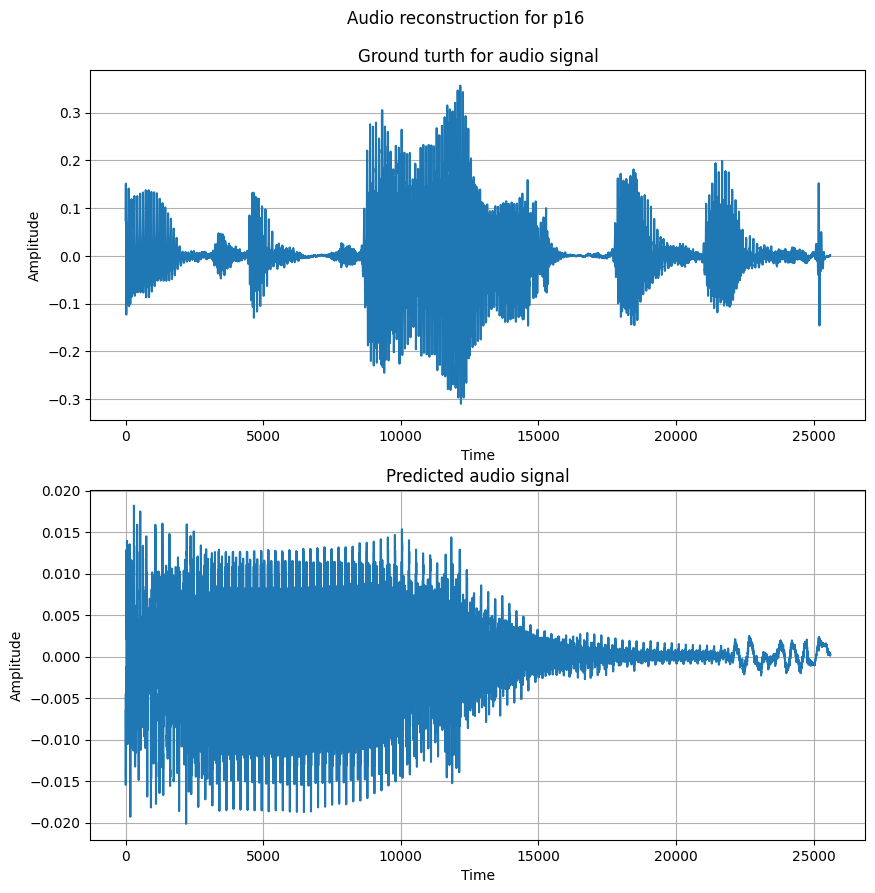 Audio reconstruction for p16
Ground turth for audio signal
0.3
0.2
0.1
0.0
−0.1
−0.2
−0.3
Amplitude
0 5000 10000 15000 20000 25000
Time
Predicted audio signal
0.020
0.015
0.010
0.005
0.000
−0.005
−0.010
−0.015
−0.020
Amplitude
0 5000 10000 15000 20000 25000
Time